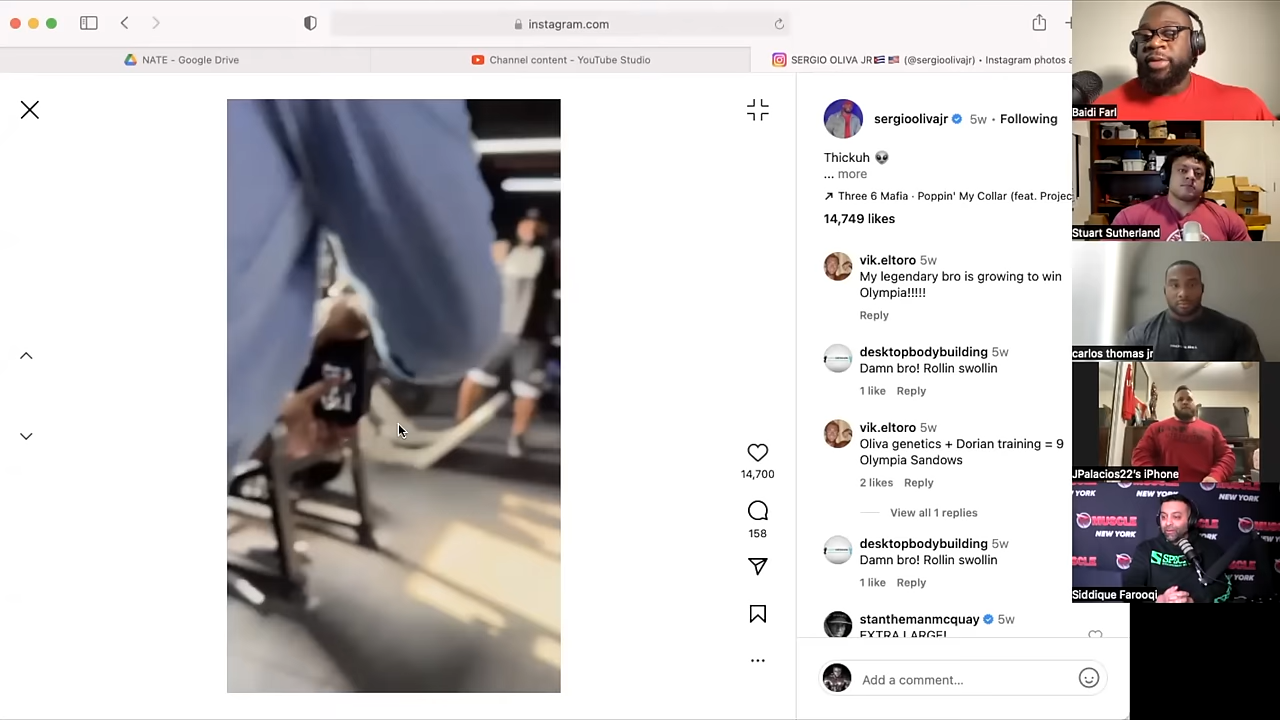 instagram.com
NATE - Google Drive
Channel content - YouTube Studio
SERGIO OLIVA JR🇨🇺 🇺🇸 (@sergioolivajr) • Instagram photos a
sergioolivajr 5w • Following
Thickuh 👽
... more
Three 6 Mafia · Poppin' My Collar (feat. Projec
14,749 likes
vik.eltoro 5w
My legendary bro is growing to win
Olympia!!!!!
Reply
desktopbodybuilding 5w
Damn bro! Rollin swollin
1 like Reply
vik.eltoro 5w
Oliva genetics + Dorian training = 9
Olympia Sandows
2 likes Reply
View all 1 replies
desktopbodybuilding 5w
Damn bro! Rollin swollin
1 like Reply
stanthemanmcquay 5w
EXTRA LARGE!
Add a comment...
14,700
158
Baidi Farl
Stuart Sutherland
carlos thomas jr
JPalacios22's iPhone
MUSCLE
NEW YORK
Siddique Farooqi